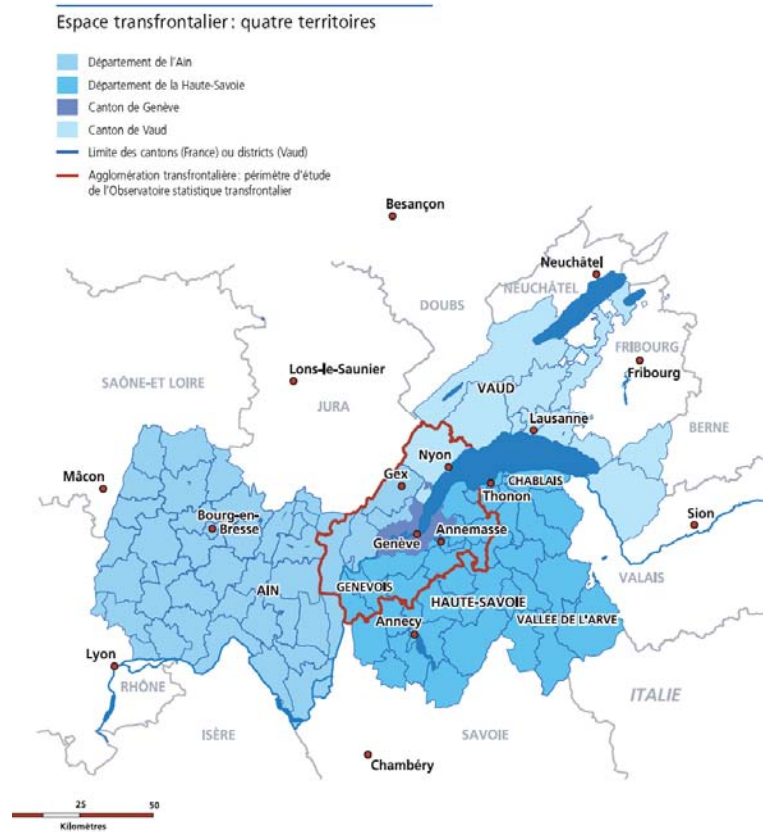 Espace transfrontalier : quatre territoires
Département de l'Ain
Département de la Haute-Savoie
Canton de Genève
Canton de Vaud
Limite des cantons (France) ou districts (Vaud)
Agglomération transfrontalière : périmètre d'étude
de l'Observatoire statistique transfrontalier
Besançon
Neuchâtel
NEUCHÂTEL
DOUBS
FRIBOURG
Fribourg
Lons-le-Saunier
SAÔNE-ET LOIRE
JURA
VAUD
Lausanne
BERNE
Nyon
Gex
CHABLAIS
Thonon
Mâcon
Bourg-en-
Bresse
Sion
Genève
Annemasse
VALAIS
GENEVOIS
AIN
HAUTE-SAVOIE
VALLÉE DE L'ARVE
Annecy
Lyon
RHÔNE
ITALIE
ISÈRE
SAVOIE
Chambéry
25
50
Kilomètres